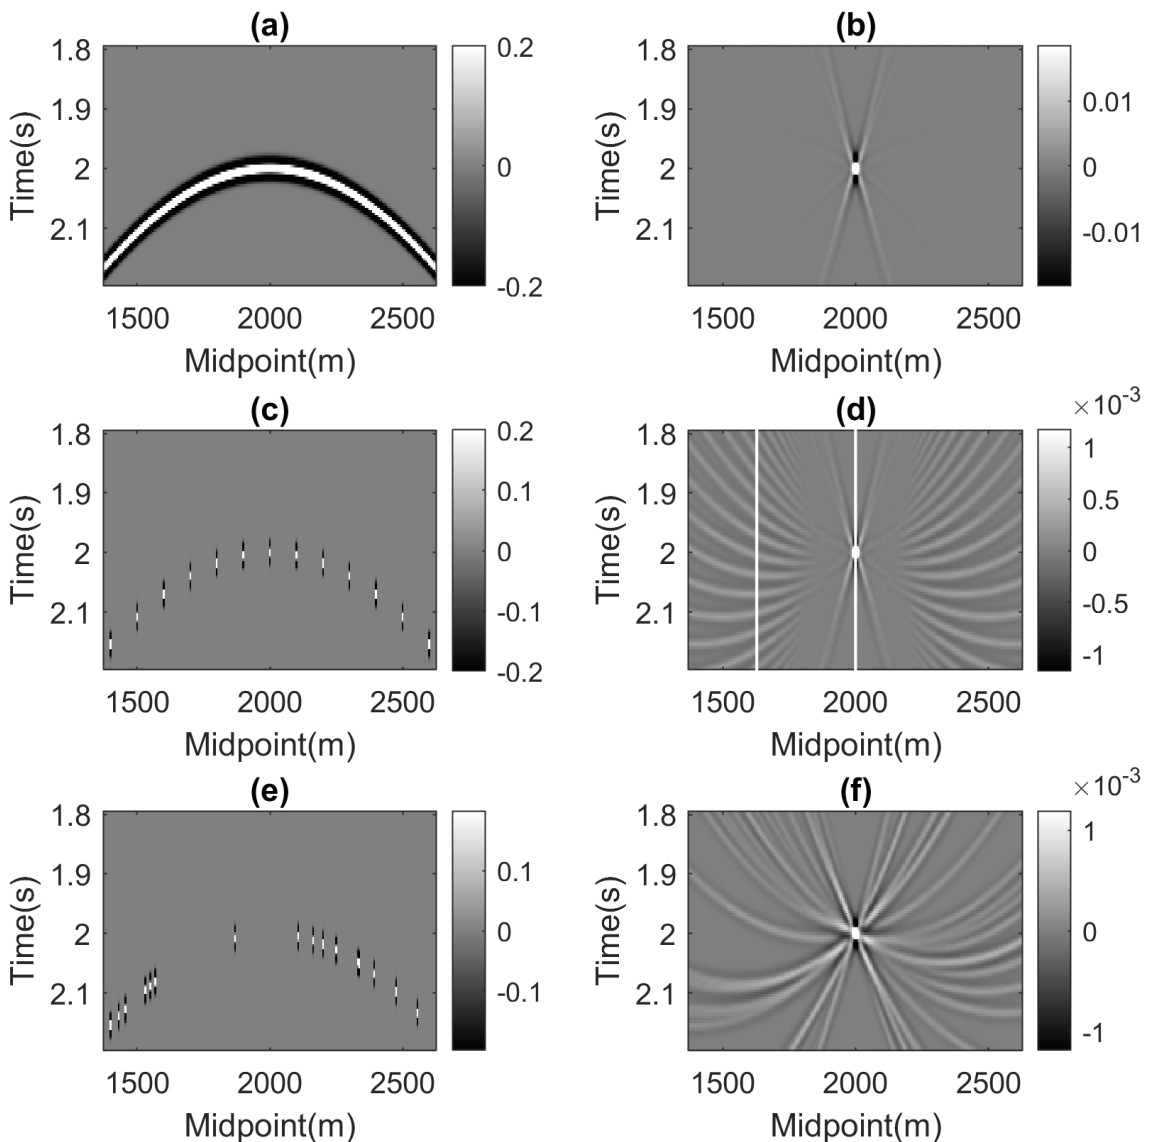 (a)
0.2
0
-0.2
1.8
1.9
2
2.1
Time(s)
1500 2000 2500
Midpoint(m)
(b)
0.01
0
-0.01
1.8
1.9
2
2.1
Time(s)
1500 2000 2500
Midpoint(m)
(c)
0.2
0.1
0
-0.1
-0.2
1.8
1.9
2
2.1
Time(s)
1500 2000 2500
Midpoint(m)
(d)
×10⁻³
1
0.5
0
-0.5
-1
1.8
1.9
2
2.1
Time(s)
1500 2000 2500
Midpoint(m)
(e)
0.1
0
-0.1
1.8
1.9
2
2.1
Time(s)
1500 2000 2500
Midpoint(m)
(f)
×10⁻³
1
0
-1
1.8
1.9
2
2.1
Time(s)
1500 2000 2500
Midpoint(m)